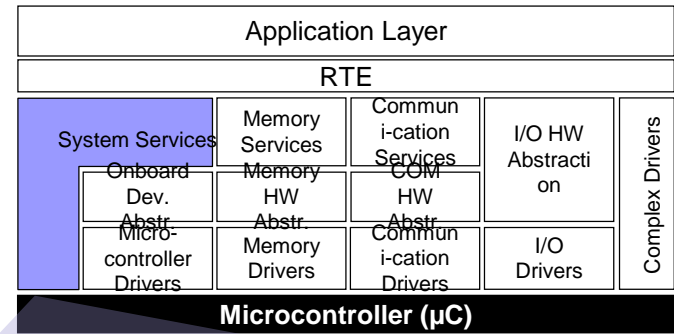 Application Layer
RTE
System Services
Memory
Services
Commun
i-cation
Services
I/O HW
Abstracti
on
Complex Drivers
Onboard
Dev.
Abstr.
Memory
HW
Abstr.
COM
HW
Abstr.
Micro-
controller
Drivers
Memory
Drivers
Commun
i-cation
Drivers
I/O
Drivers
Microcontroller (µC)